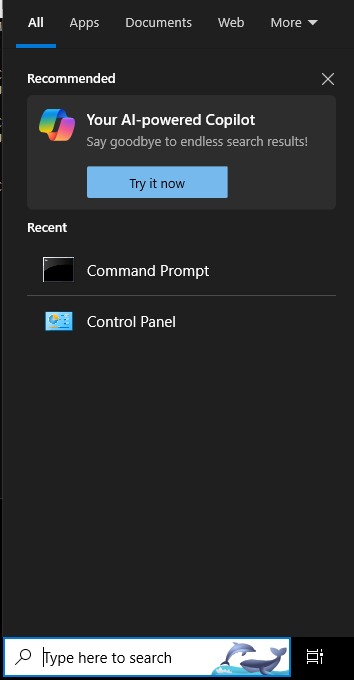 All Apps Documents Web More
Recommended
Your AI-powered Copilot
Say goodbye to endless search results!
Try it now
Recent
Command Prompt
Control Panel
Type here to search